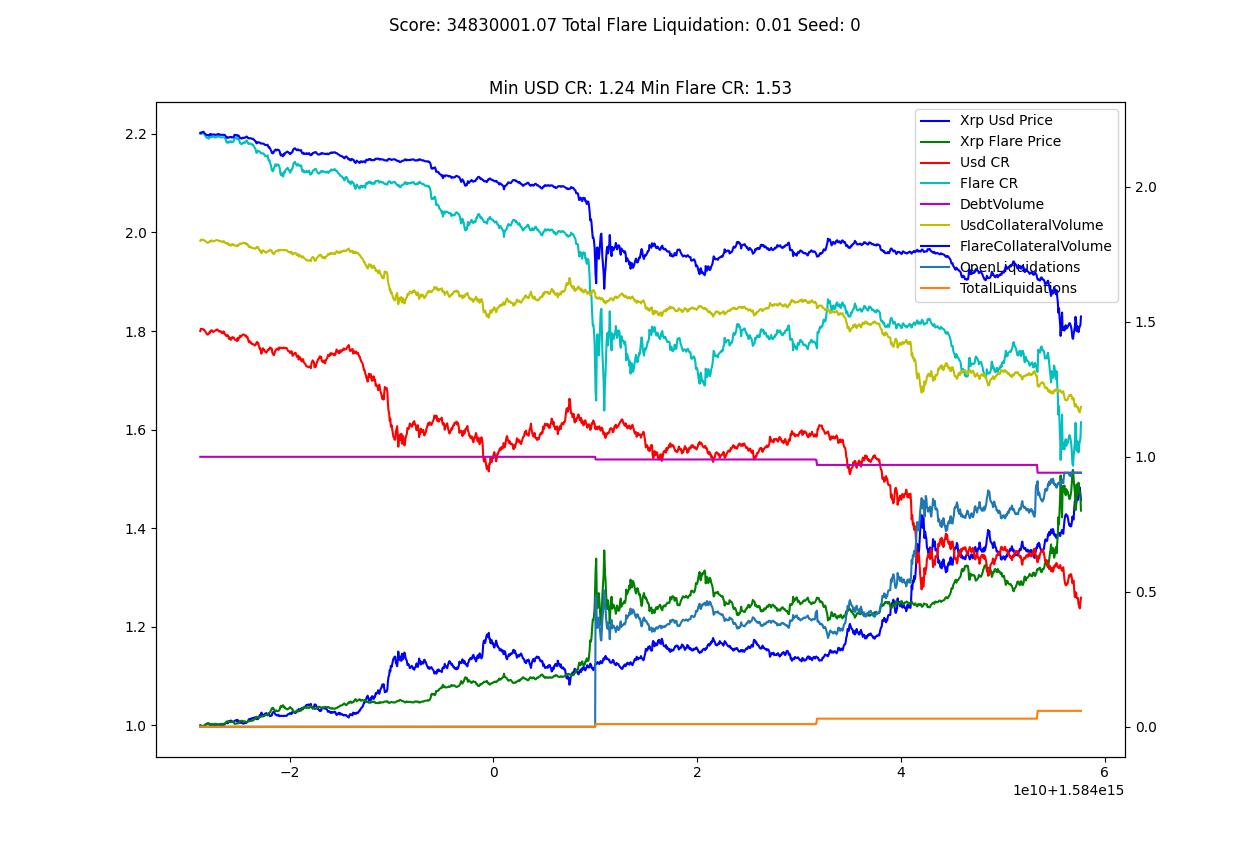 Score: 34830001.07 Total Flare Liquidation: 0.01 Seed: 0
Min USD CR: 1.24 Min Flare CR: 1.53
2.2
2.0
1.8
1.6
1.4
1.2
1.0
Xrp Usd Price
Xrp Flare Price
Usd CR
Flare CR
DebtVolume
UsdCollateralVolume
FlareCollateralVolume
OpenLiquidations
TotalLiquidations
2.0
1.5
1.0
0.5
0.0
−2
0
2
4
6
1e10+1.584e15